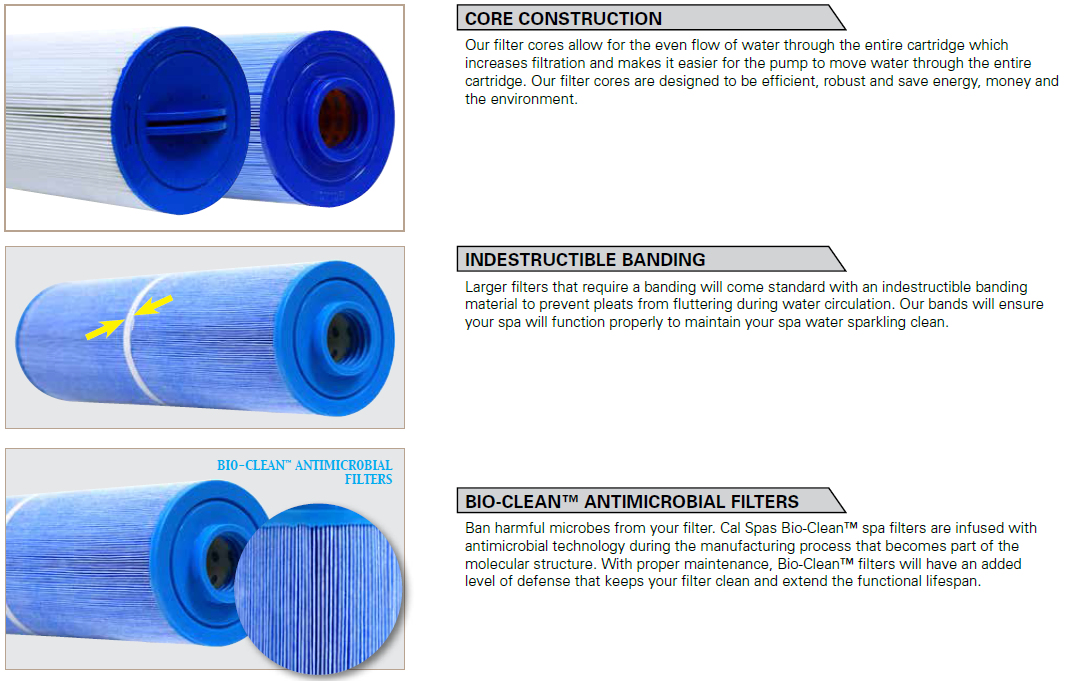 CORE CONSTRUCTION
Our filter cores allow for the even flow of water through the entire cartridge which
increases filtration and makes it easier for the pump to move water through the entire
cartridge. Our filter cores are designed to be efficient, robust and save energy, money and
the environment.
INDESTRUCTIBLE BANDING
Larger filters that require a banding will come standard with an indestructible banding
material to prevent pleats from fluttering during water circulation. Our bands will ensure
your spa will function properly to maintain your spa water sparkling clean.
BIO-CLEAN™ ANTIMICROBIAL
FILTERS
BIO-CLEAN™ ANTIMICROBIAL FILTERS
Ban harmful microbes from your filter. Cal Spas Bio-Clean™ spa filters are infused with
antimicrobial technology during the manufacturing process that becomes part of the
molecular structure. With proper maintenance, Bio-Clean™ filters will have an added
level of defense that keeps your filter clean and extend the functional lifespan.